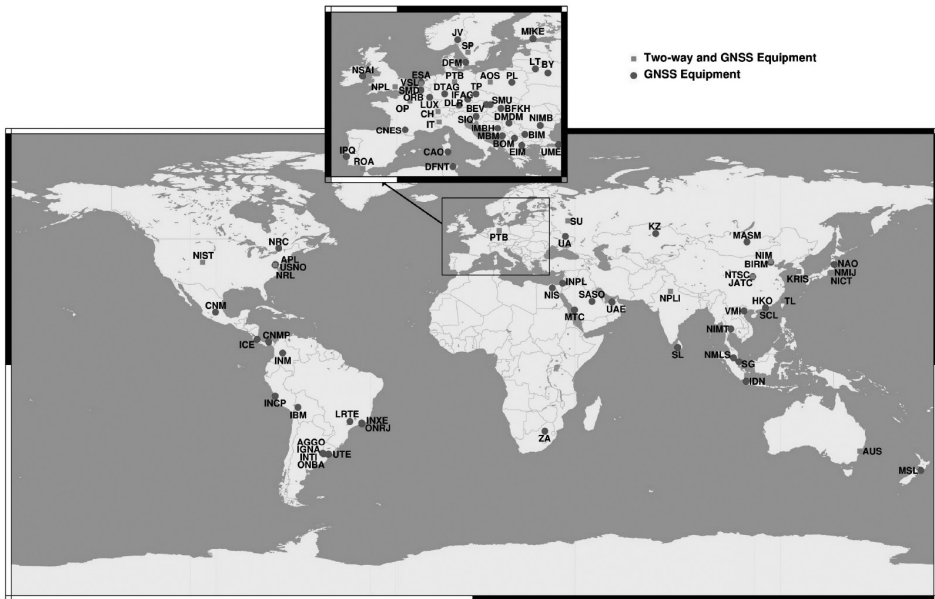 JV
MIKE
SP
LT BY
DFM
NSAI
ESA
PTB
AOS
PL
VSL
NPL
SMD
DTAG
TP
ORB
IFAG
LUX
DLR
SMU
OP
CH
BEV
BFKH
IT
SIQ
DMDM
NIMB
CNES
IMBH
MBM
BIM
IPQ
BOM
CAO
EIM
UME
ROA
DFNT
Two-way and GNSS Equipment
GNSS Equipment
SU
KZ
PTB
UA
MASM
NRC
NIM
BIRM
NIST
APL
USNO
NRL
NTSC
JATC
KRIS
NAO
NMIJ
NICT
INPL
NIS
SASO
NPLI
CNM
MTC
UAE
HKO
TL
VMI
SCL
CNMP
ICE
NIMT
INM
SL
NMLS
SG
IDN
INCP
IBM
LRTE
INXE
ONRJ
AGGO
IGNA
INTI
ONBA
UTE
ZA
AUS
MSL